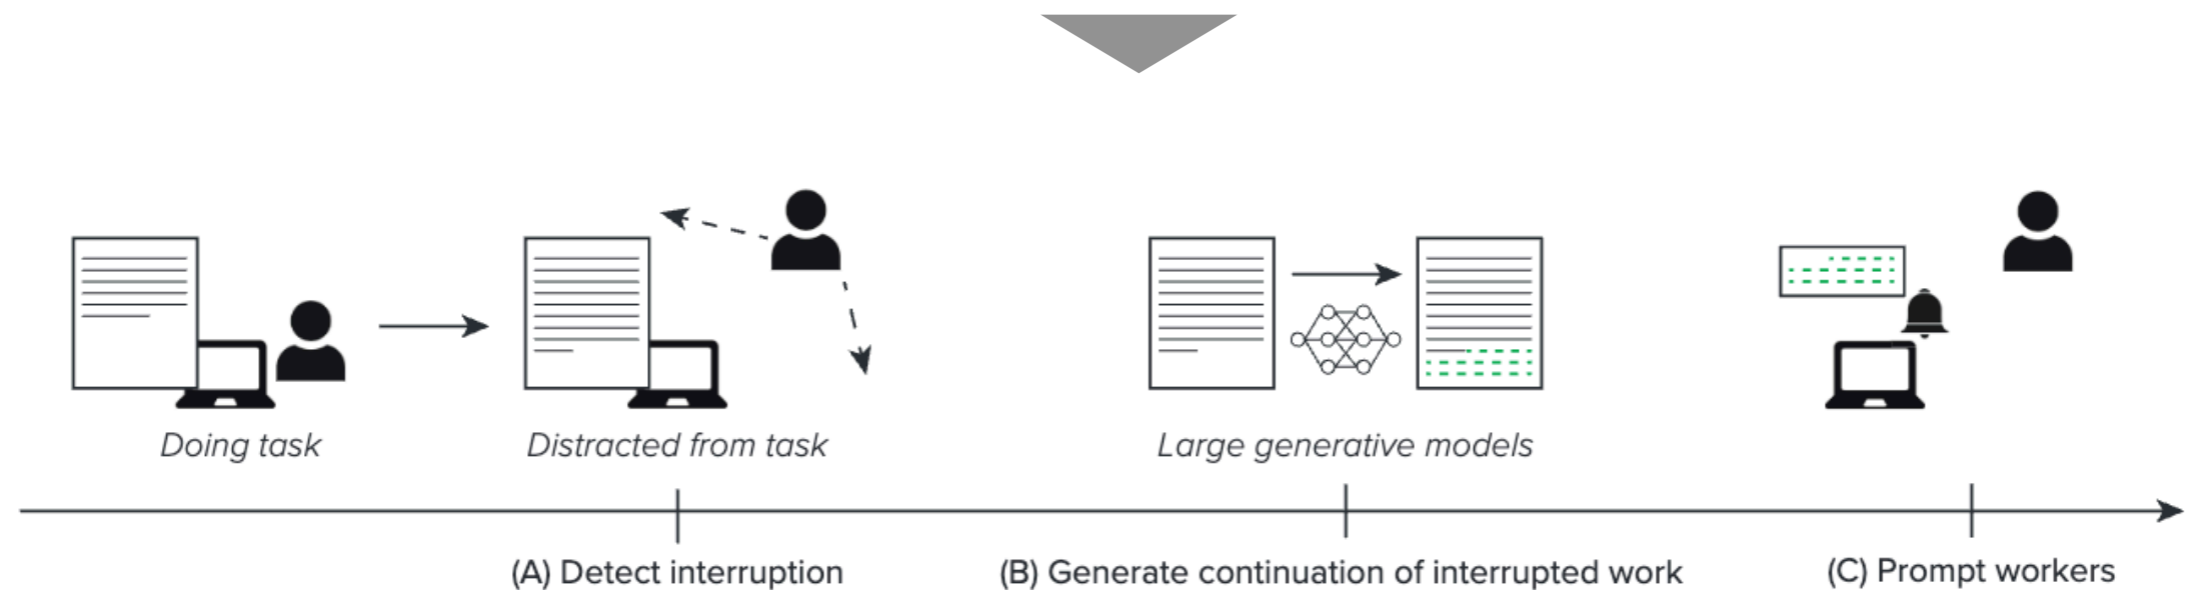 Doing task
Distracted from task
Large generative models
(A) Detect interruption
(B) Generate continuation of interrupted work
(C) Prompt workers